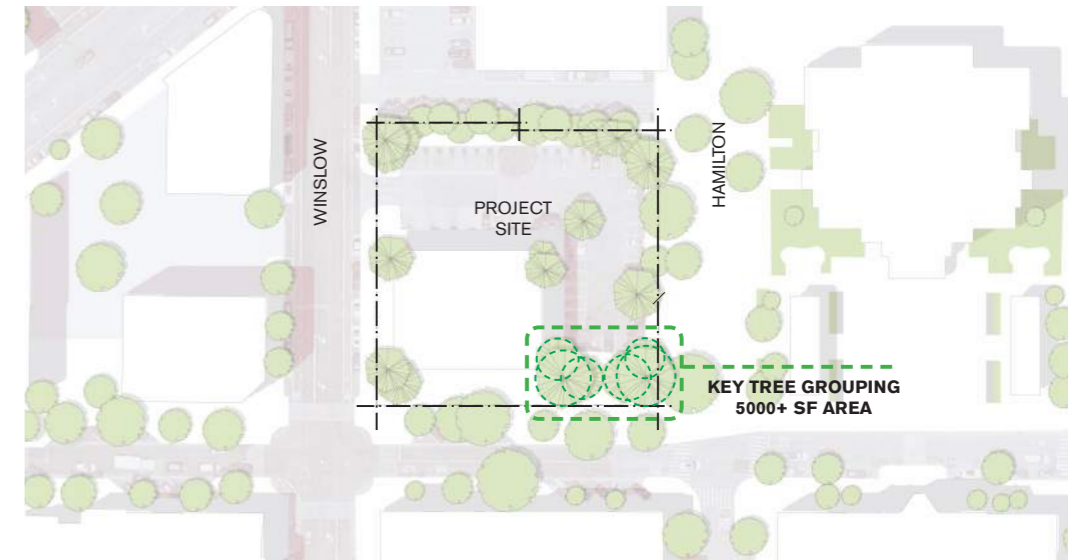 WINSLOW
PROJECT
SITE
HAMILTON
KEY TREE GROUPING
5000+ SF AREA